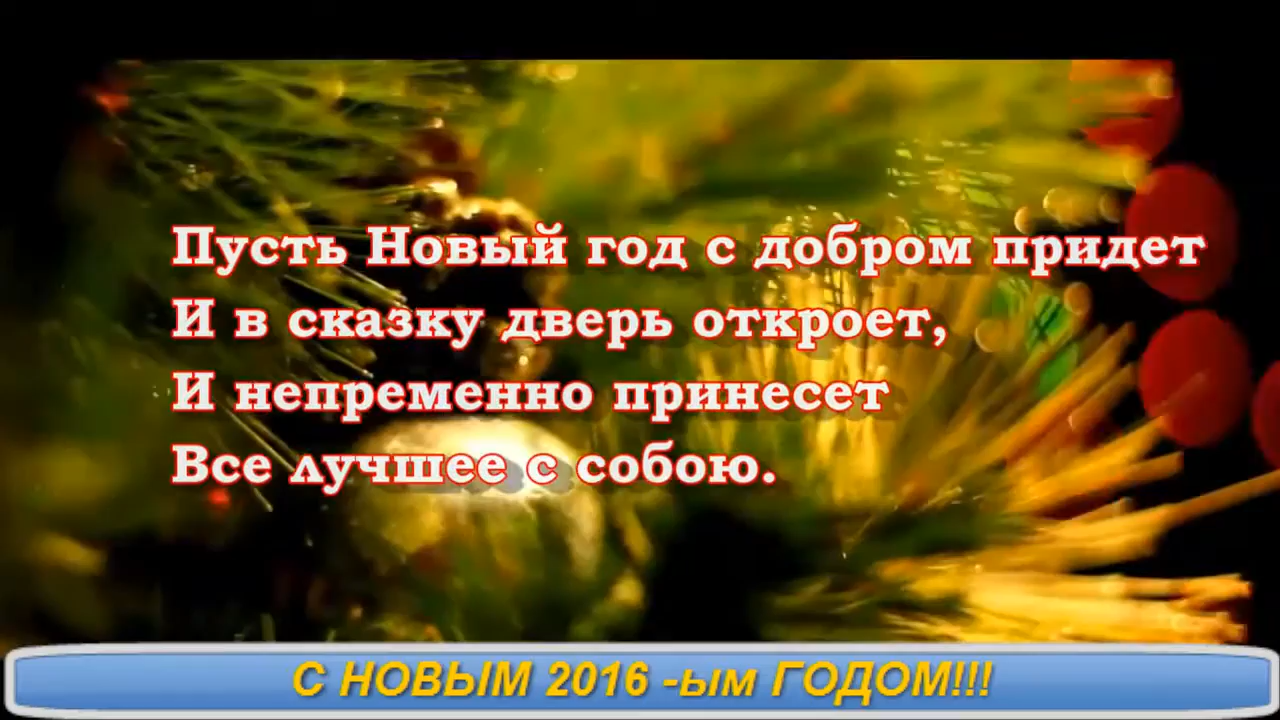 Пусть Новый год с добром придет
И в сказку дверь откроет,
И непременно принесет
Все лучшее с собою.
С НОВЫМ 2016 -ым ГОДОМ!!!